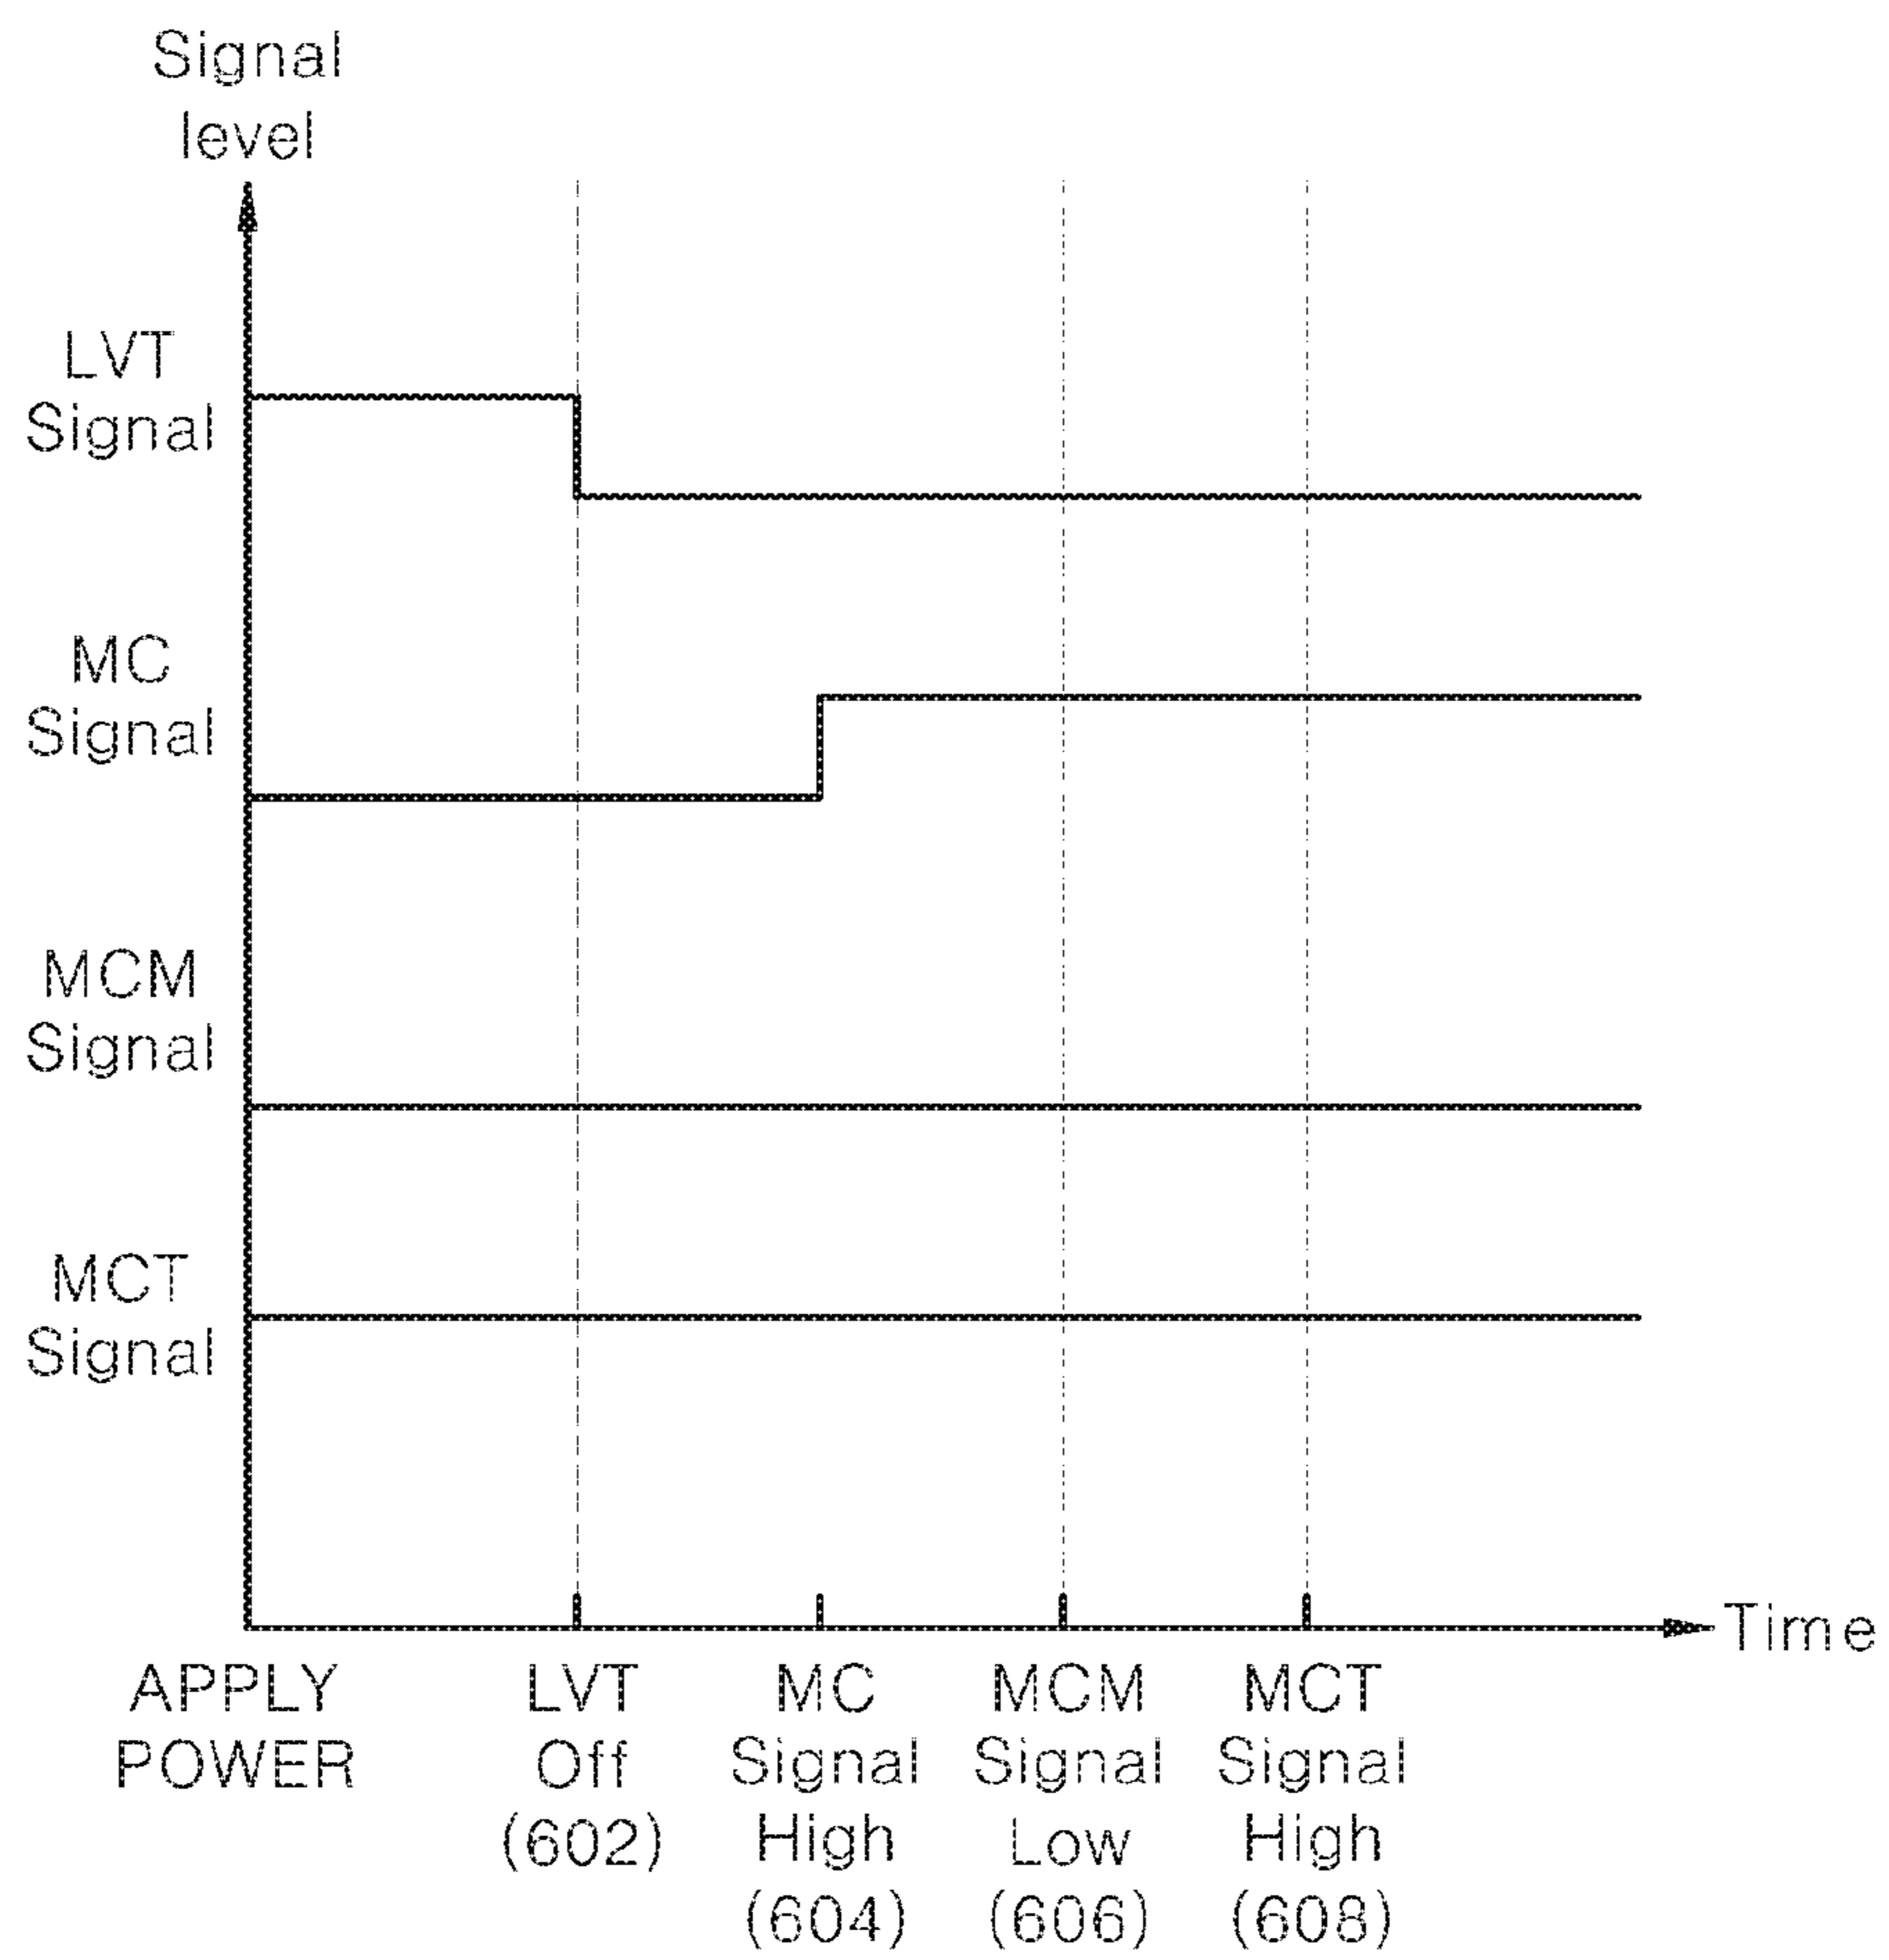 Signal
level
LVT
Signal
MC
Signal
MCM
Signal
MCT
Signal
Time
APPLY
POWER
LVT
Off
(602)
MC
Signal
High
(604)
MCM
Signal
Low
(606)
MCT
Signal
High
(608)